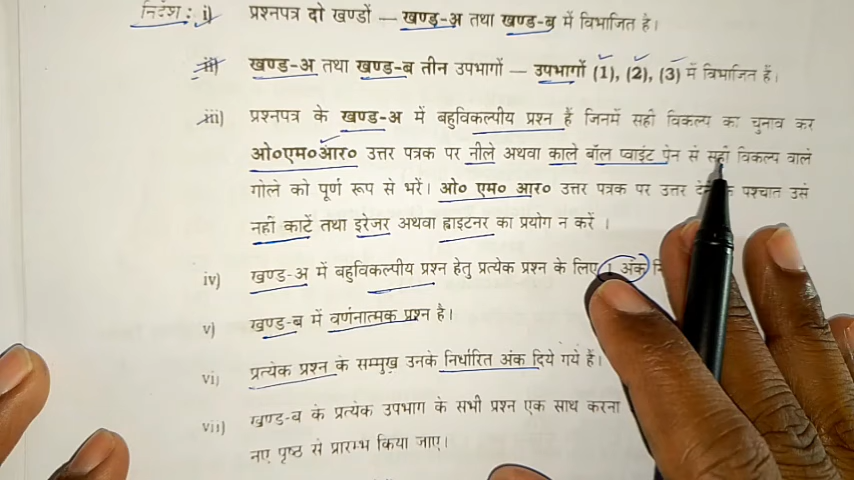 निर्देश : i) प्रश्नपत्र दो खण्डों — खण्ड-अ तथा खण्ड-ब में विभाजित है।
ii) खण्ड-अ तथा खण्ड-ब तीन उपभागों — उपभागों (1), (2), (3) में विभाजित हैं।
iii) प्रश्नपत्र के खण्ड-अ में बहुविकल्पीय प्रश्न हैं जिनमें सही विकल्प का चुनाव कर
ओ०एम०आर० उत्तर पत्रक पर नीले अथवा काले बॉल प्वाइंट पेन से सही विकल्प वाले
गोले को पूर्ण रूप से भरें। ओ० एम० आर० उत्तर पत्रक पर उत्तर पश्चात उसे
नहीं काटें तथा इरेजर अथवा ह्वाइटनर का प्रयोग न करें ।
iv) खण्ड-अ में बहुविकल्पीय प्रश्न हेतु प्रत्येक प्रश्न के लिए 1 अंक
v) खण्ड-ब में वर्णनात्मक प्रश्न है।
vi) प्रत्येक प्रश्न के सम्मुख उनके निर्धारित अंक दिये गये हैं।
vii) खण्ड-ब के प्रत्येक उपभाग के सभी प्रश्न एक साथ करना
नए पृष्ठ से प्रारम्भ किया जाए।